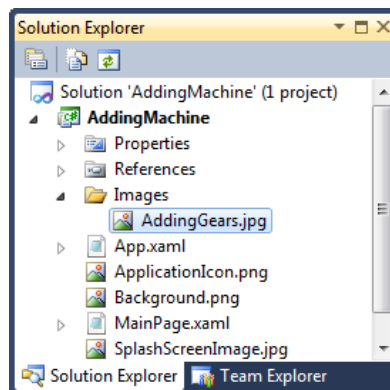 Solution Explorer
Solution 'AddingMachine' (1 project)
AddingMachine
Properties
References
Images
AddingGears.jpg
App.xaml
ApplicationIcon.png
Background.png
MainPage.xaml
SplashScreenImage.jpg
Solution Explorer Team Explorer